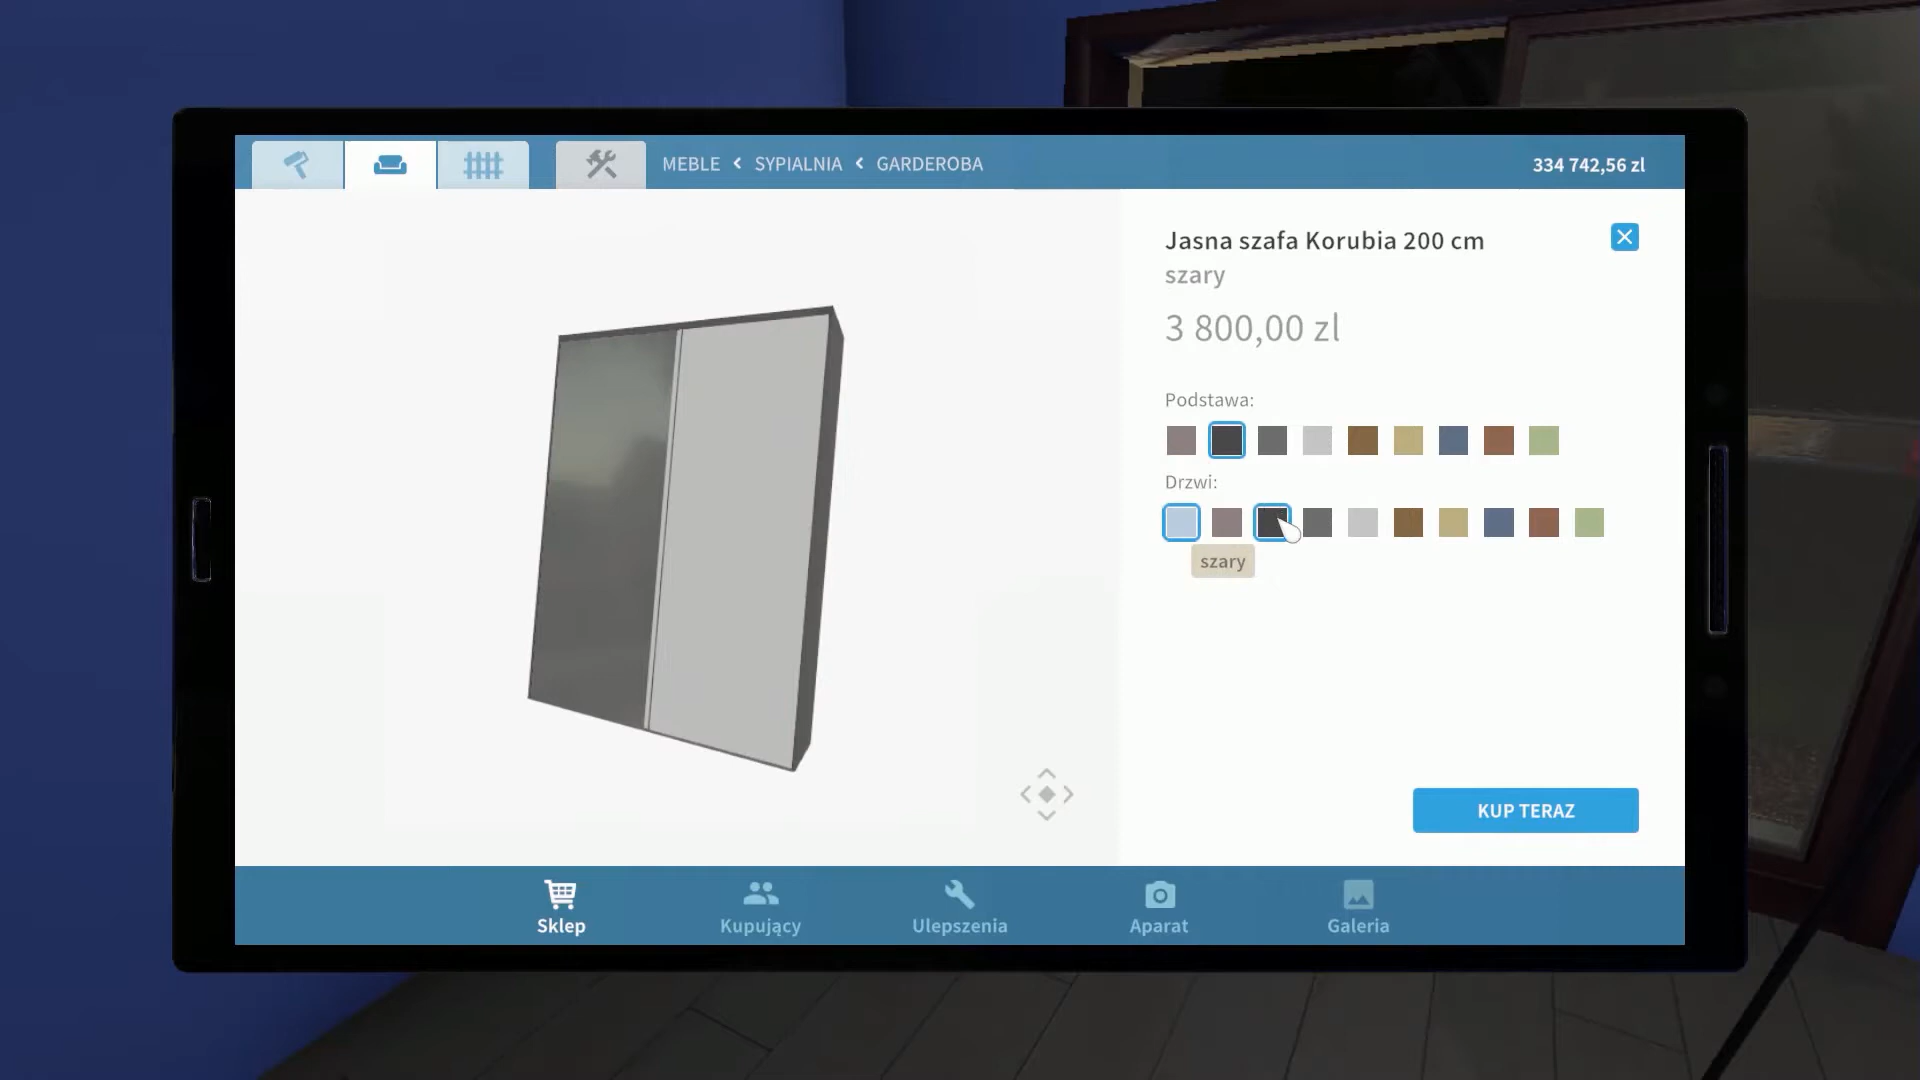 MEBLE < SYPIALNIA < GARDEROBA
334 742,56 zl
Jasna szafa Korubia 200 cm
szary
3 800,00 zl
Podstawa:
Drzwi:
szary
KUP TERAZ
Sklep
Kupujący
Ulepszenia
Aparat
Galeria